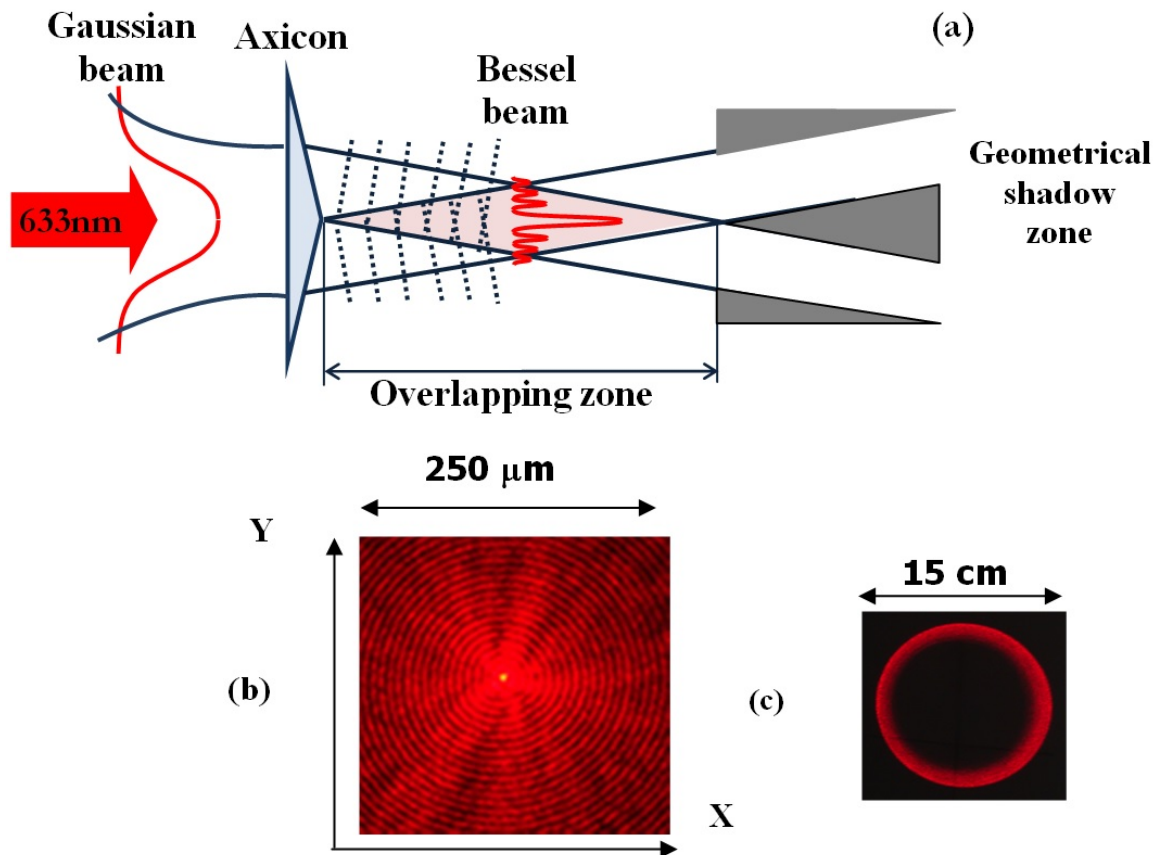 Gaussian
beam
Axicon
(a)
Bessel
beam
633nm
Geometrical
shadow
zone
Overlapping zone
250 μm
Y
15 cm
(b)
(c)
X